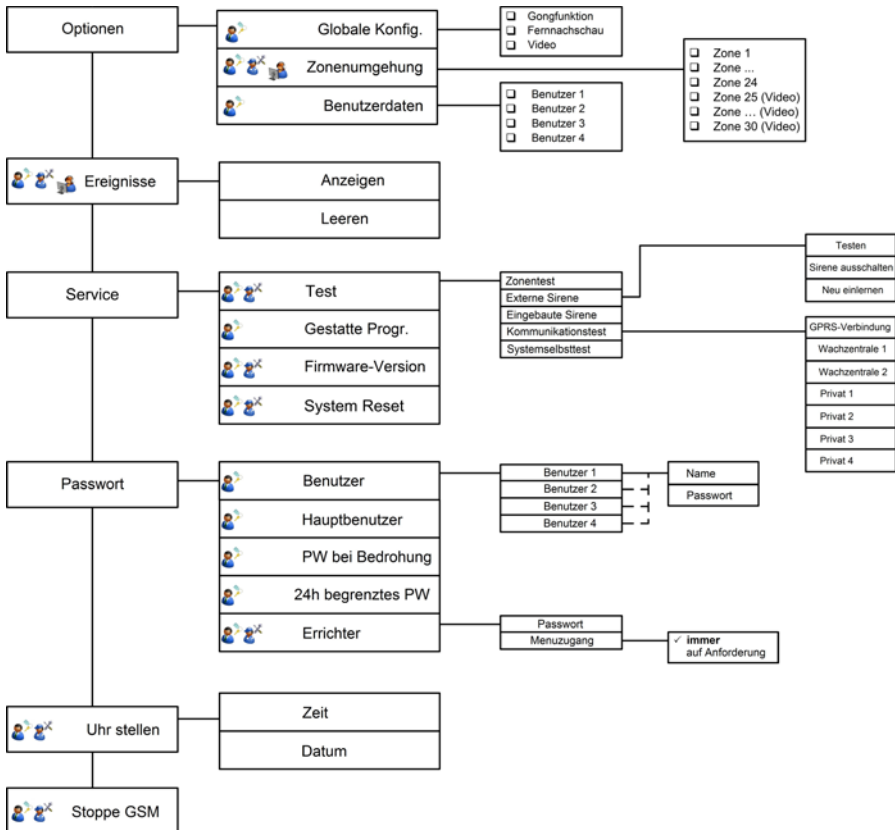 Optionen
Globale Konfig.
Gongfunktion
Fernnachschau
Video
Zonenumgehung
Zone 1
Zone ...
Zone 24
Zone 25 (Video)
Zone ... (Video)
Zone 30 (Video)
Benutzerdaten
Benutzer 1
Benutzer 2
Benutzer 3
Benutzer 4
Ereignisse
Anzeigen
Leeren
Service
Test
Zonentest
Externe Sirene
Eingebaute Sirene
Kommunikationstest
Systemselbsttest
Testen
Sirene ausschalten
Neu einlernen
GPRS-Verbindung
Wachzentrale 1
Wachzentrale 2
Privat 1
Privat 2
Privat 3
Privat 4
Gestatte Progr.
Firmware-Version
System Reset
Passwort
Benutzer
Benutzer 1
Benutzer 2
Benutzer 3
Benutzer 4
Name
Passwort
Hauptbenutzer
PW bei Bedrohung
24h begrenztes PW
Errichter
Passwort
Menuzugang
✓ immer
auf Anforderung
Uhr stellen
Zeit
Datum
Stoppe GSM